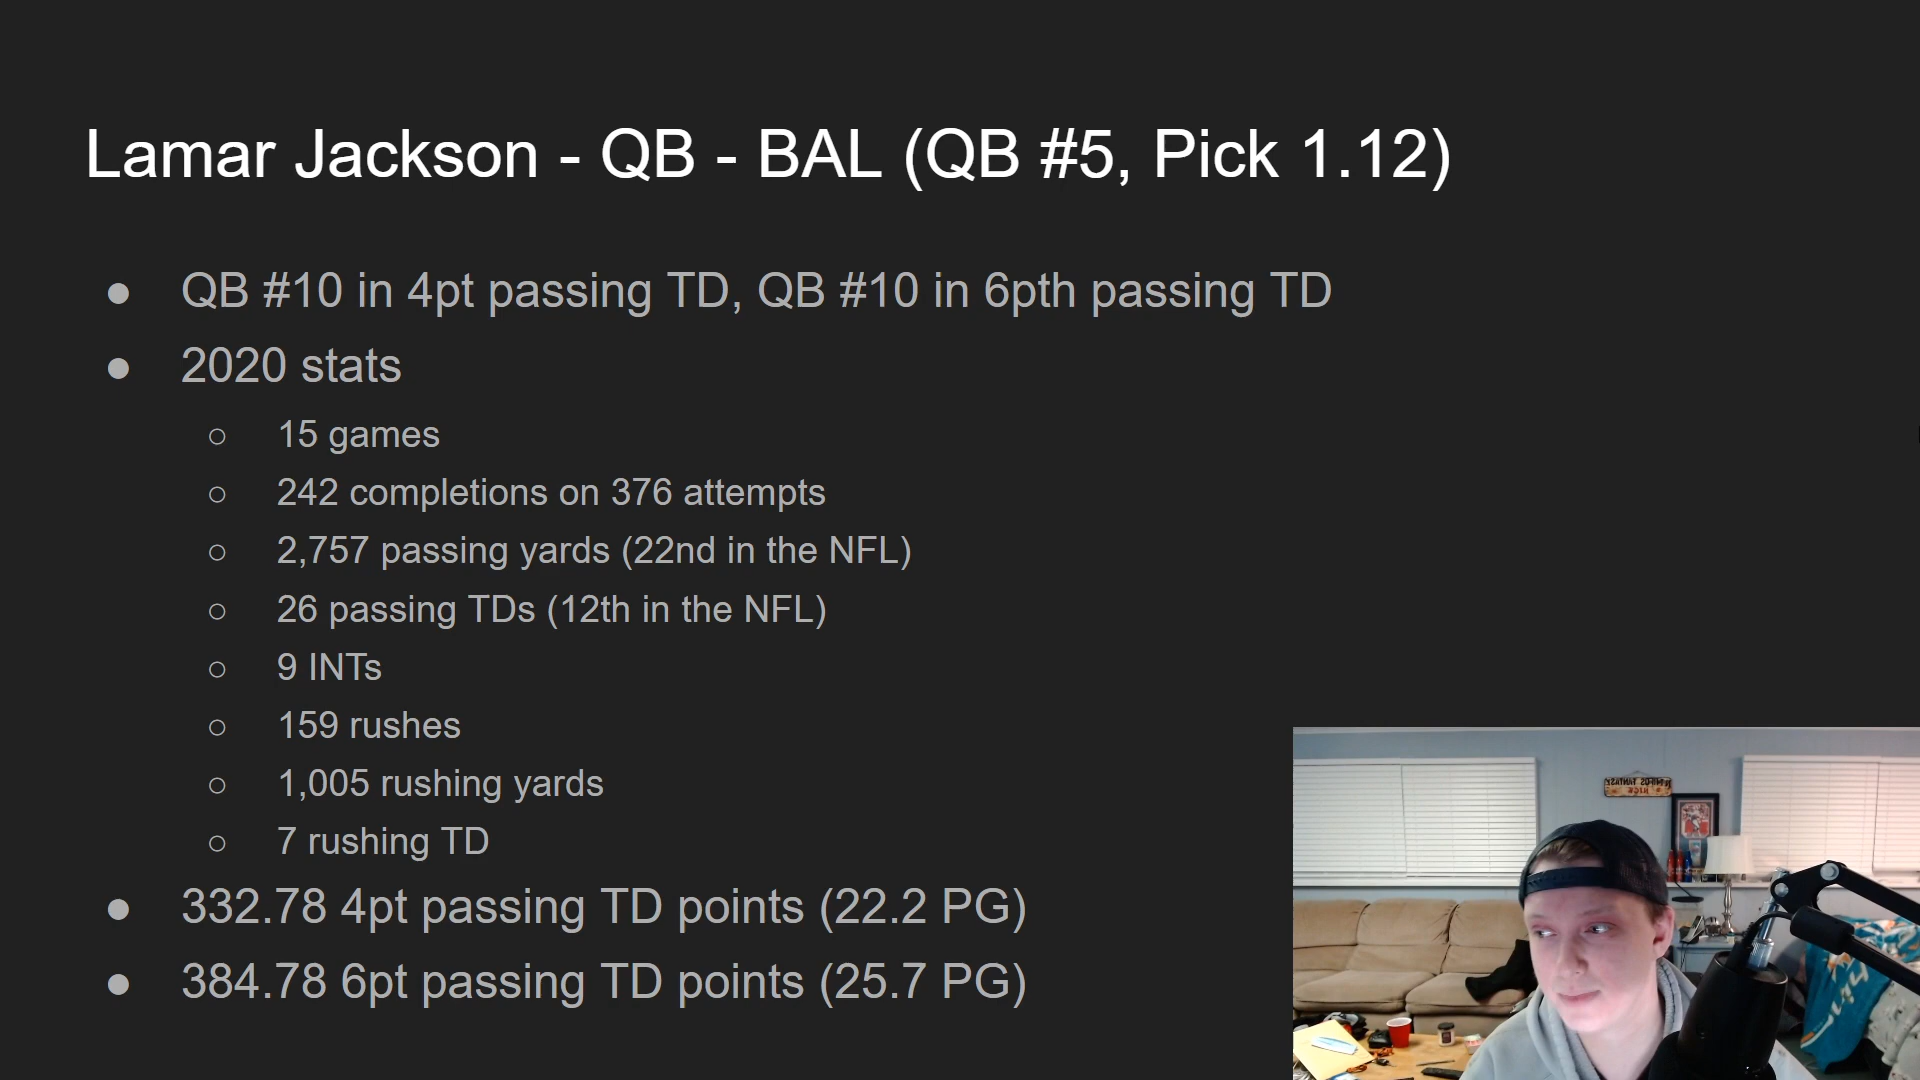 Lamar Jackson - QB - BAL (QB #5, Pick 1.12)
● QB #10 in 4pt passing TD, QB #10 in 6pth passing TD
● 2020 stats
○ 15 games
○ 242 completions on 376 attempts
○ 2,757 passing yards (22nd in the NFL)
○ 26 passing TDs (12th in the NFL)
○ 9 INTs
○ 159 rushes
○ 1,005 rushing yards
○ 7 rushing TD
● 332.78 4pt passing TD points (22.2 PG)
● 384.78 6pt passing TD points (25.7 PG)